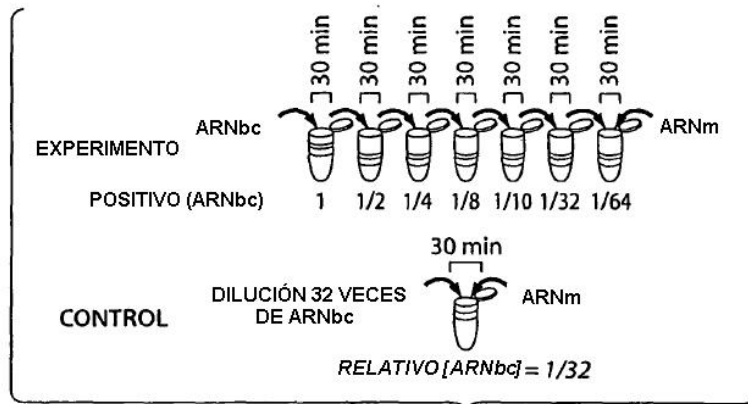 30 min 30 min 30 min 30 min 30 min 30 min 30 min
ARNbc
ARNm
EXPERIMENTO
POSITIVO (ARNbc) 1 1/2 1/4 1/8 1/10 1/32 1/64
30 min
DILUCIÓN 32 VECES ARNm
CONTROL DE ARNbc
RELATIVO [ARNbc] = 1/32